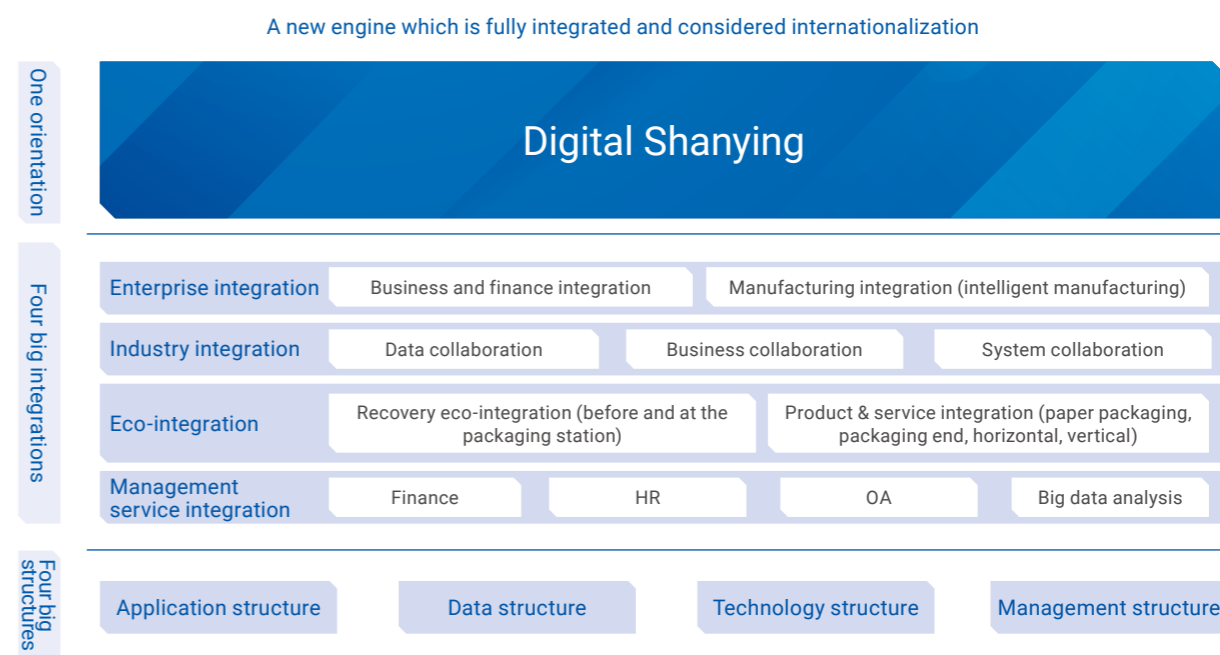 A new engine which is fully integrated and considered internationalization
One orientation
Digital Shanying
Four big integrations
Enterprise integration
Business and finance integration
Manufacturing integration (intelligent manufacturing)
Industry integration
Data collaboration
Business collaboration
System collaboration
Eco-integration
Recovery eco-integration (before and at the
packaging station)
Product & service integration (paper packaging,
packaging end, horizontal, vertical)
Management
service integration
Finance
HR
OA
Big data analysis
Four big
structures
Application structure
Data structure
Technology structure
Management structure